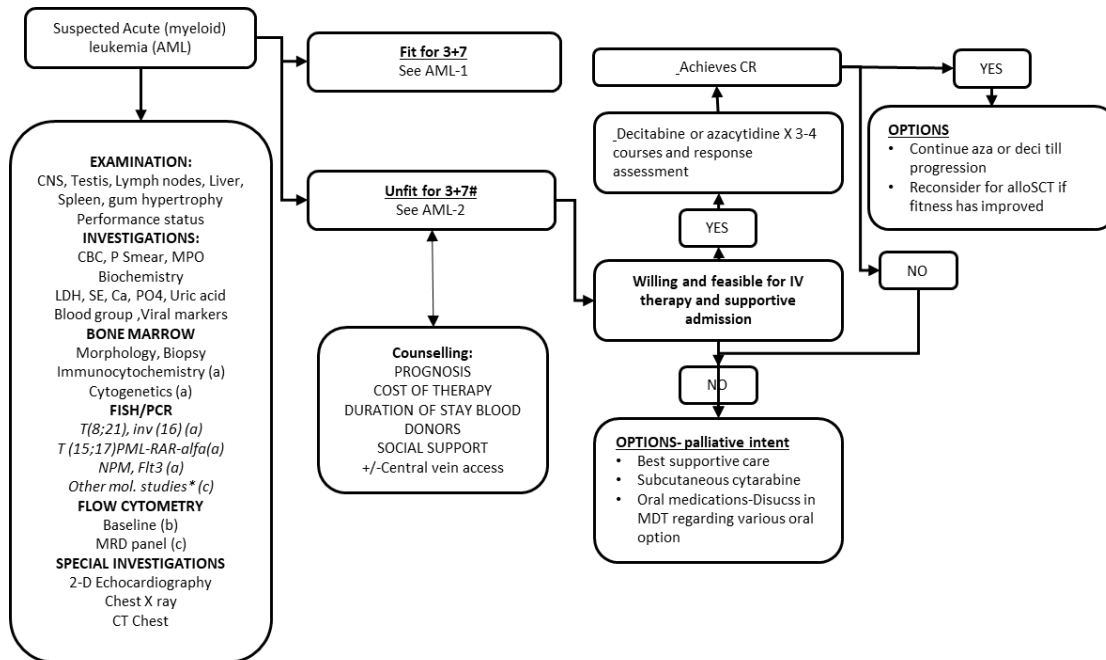 Suspected Acute (myeloid)
leukemia (AML)
EXAMINATION:
CNS, Testis, Lymph nodes, Liver,
Spleen, gum hypertrophy
Performance status
INVESTIGATIONS:
CBC, P Smear, MPO
Biochemistry
LDH, SE, Ca, PO4, Uric acid
Blood group ,Viral markers
BONE MARROW
Morphology, Biopsy
Immunocytochemistry (a)
Cytogenetics (a)
FISH/PCR
T(8;21), inv (16) (a)
T (15;17)PML-RAR-alfa(a)
NPM, Flt3 (a)
Other mol. studies* (c)
FLOW CYTOMETRY
Baseline (b)
MRD panel (c)
SPECIAL INVESTIGATIONS
2-D Echocardiography
Chest X ray
CT Chest
Fit for 3+7
See AML-1
Unfit for 3+7#
See AML-2
Counselling:
PROGNOSIS
COST OF THERAPY
DURATION OF STAY BLOOD
DONORS
SOCIAL SUPPORT
+/-Central vein access
_Achieves CR
_Decitabine or azacytidine X 3-4
courses and response
assessment
YES
Willing and feasible for IV
therapy and supportive
admission
NO
OPTIONS- palliative intent
• Best supportive care
• Subcutaneous cytarabine
• Oral medications-Disucss in
MDT regarding various oral
option
YES
OPTIONS
• Continue aza or deci till
progression
• Reconsider for alloSCT if
fitness has improved
NO